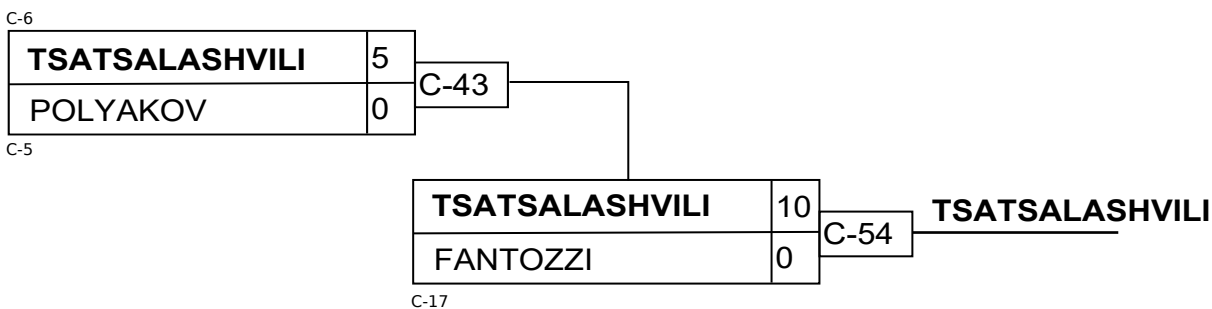 C-6
TSATSALASHVILI 5
C-43
POLYAKOV 0
C-5
TSATSALASHVILI 10
TSATSALASHVILI
C-54
FANTOZZI 0
C-17